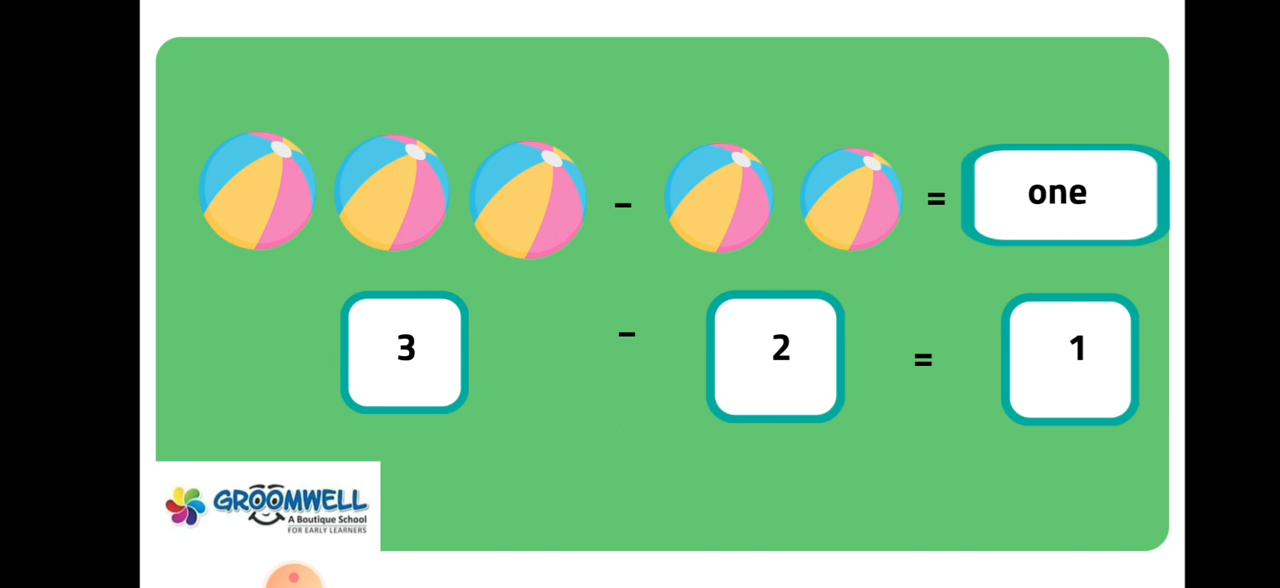 - = one
3 - 2 = 1
GROOMWELL
A Boutique School
FOR EARLY LEARNERS